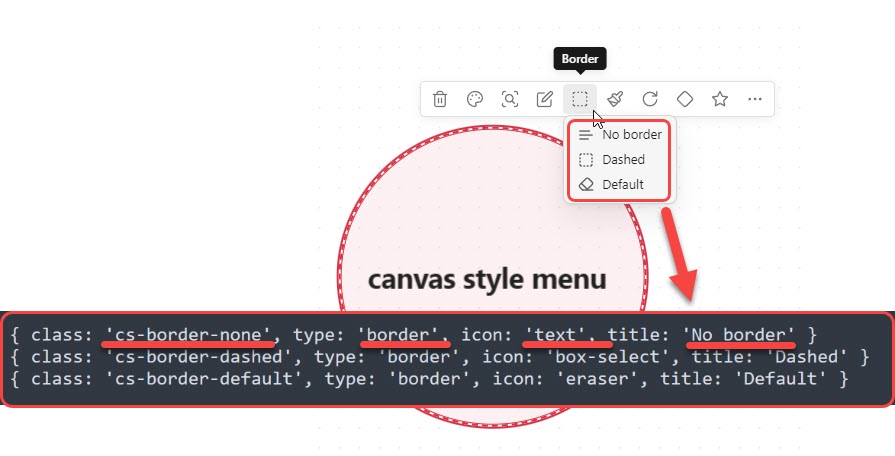 Border
No border
Dashed
Default
canvas style menu
{ class: 'cs-border-none', type: 'border', icon: 'text', title: 'No border' }
{ class: 'cs-border-dashed', type: 'border', icon: 'box-select', title: 'Dashed' }
{ class: 'cs-border-default', type: 'border', icon: 'eraser', title: 'Default' }